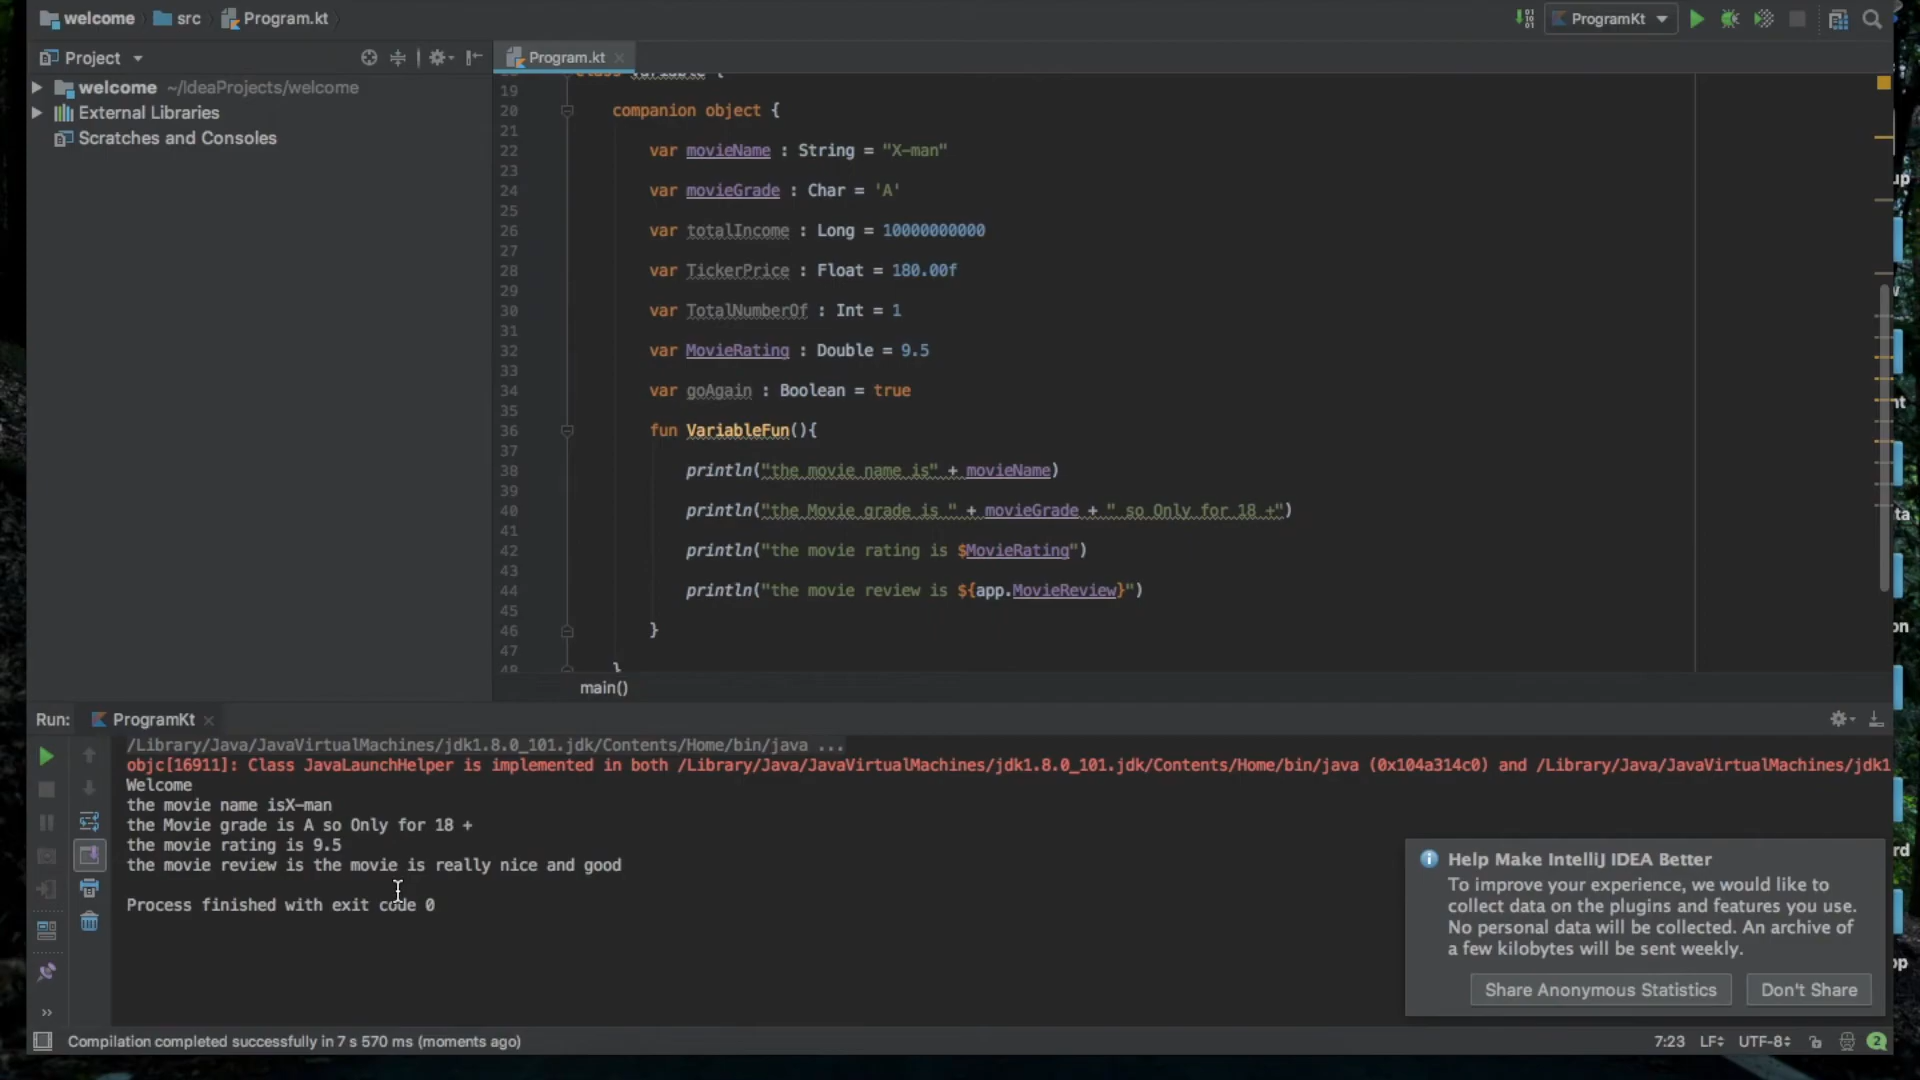 welcome src Program.kt ProgramKt
Project Program.kt
welcome ~/IdeaProjects/welcome
External Libraries
Scratches and Consoles
19
20 companion object {
21
22 var movieName : String = "X-man"
23
24 var movieGrade : Char = 'A'
25
26 var totalIncome : Long = 10000000000
27
28 var TickerPrice : Float = 180.00f
29
30 var TotalNumberOf : Int = 1
31
32 var MovieRating : Double = 9.5
33
34 var goAgain : Boolean = true
35
36 fun VariableFun(){
37
38 println("the movie name is" + movieName)
39
40 println("the Movie grade is " + movieGrade + " so Only for 18 +")
41
42 println("the movie rating is $MovieRating")
43
44 println("the movie review is ${app.MovieReview}")
45
46 }
47
48 }
main()
Run: ProgramKt
/Library/Java/JavaVirtualMachines/jdk1.8.0_101.jdk/Contents/Home/bin/java ...
objc[16911]: Class JavaLaunchHelper is implemented in both /Library/Java/JavaVirtualMachines/jdk1.8.0_101.jdk/Contents/Home/bin/java (0x104a314c0) and /Library/Java/JavaVirtualMachines/jdk1
Welcome
the movie name isX-man
the Movie grade is A so Only for 18 +
the movie rating is 9.5
the movie review is the movie is really nice and good
Process finished with exit code 0
Help Make IntelliJ IDEA Better
To improve your experience, we would like to
collect data on the plugins and features you use.
No personal data will be collected. An archive of
a few kilobytes will be sent weekly.
Share Anonymous Statistics Don't Share
Compilation completed successfully in 7 s 570 ms (moments ago) 7:23 LF UTF-8 2